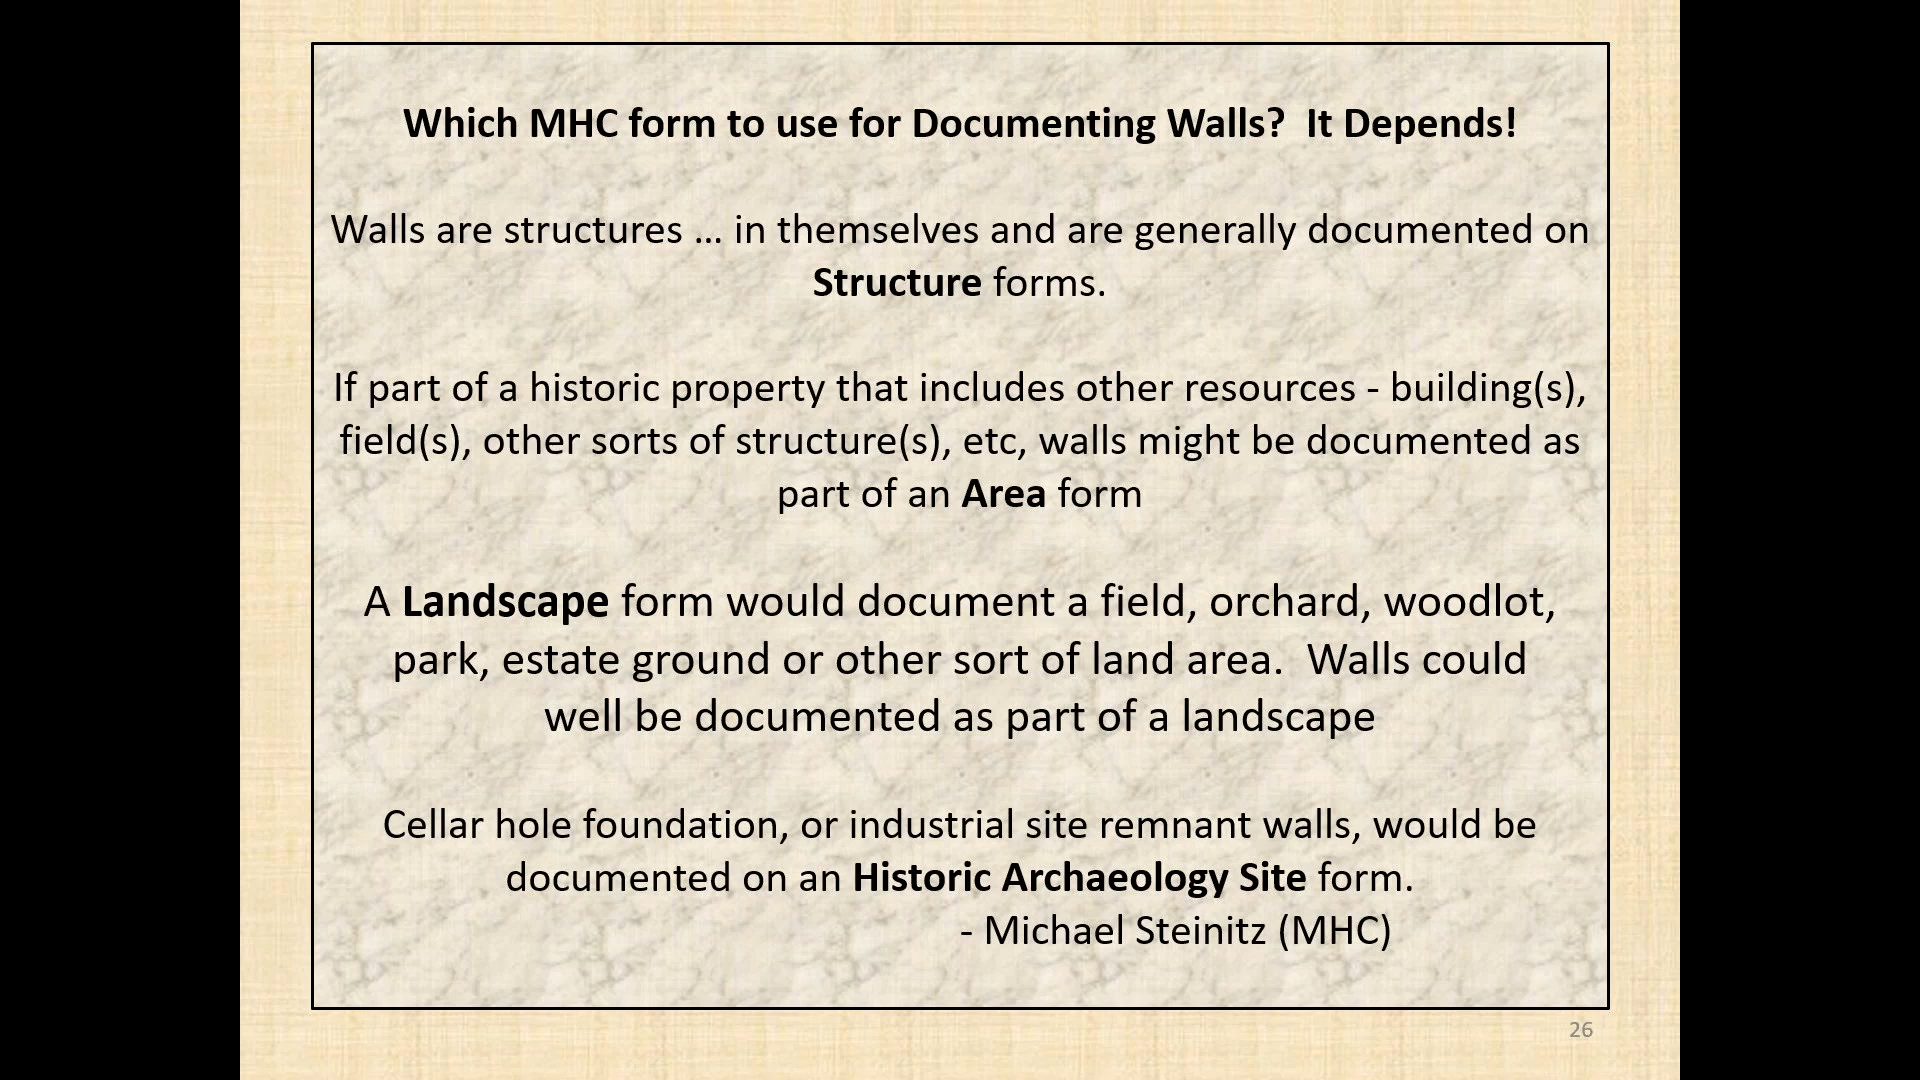 Which MHC form to use for Documenting Walls?  It Depends!
Walls are structures … in themselves and are generally documented on
Structure forms.
If part of a historic property that includes other resources - building(s),
field(s), other sorts of structure(s), etc, walls might be documented as
part of an Area form
A Landscape form would document a field, orchard, woodlot,
park, estate ground or other sort of land area.  Walls could
well be documented as part of a landscape
Cellar hole foundation, or industrial site remnant walls, would be
documented on an Historic Archaeology Site form.
- Michael Steinitz (MHC)
26